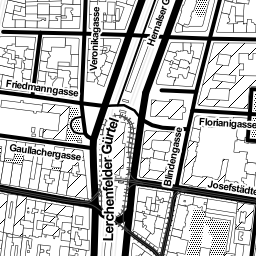 Veronikagasse
Hernalser G
Friedmanngasse
Florianigasse
Gaullachergasse
Lerchenfelder Gürtel
Blindengasse
Josefstädte